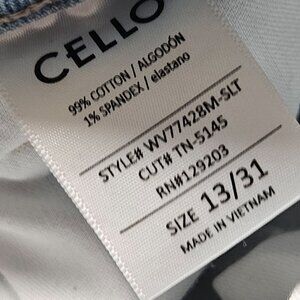 CELLO
99% COTTON / ALGODÓN
1% SPANDEX / elastano
STYLE# WV77428M-SLT
CUT# TN-5145
RN#129203
SIZE 13/31
MADE IN VIETNAM